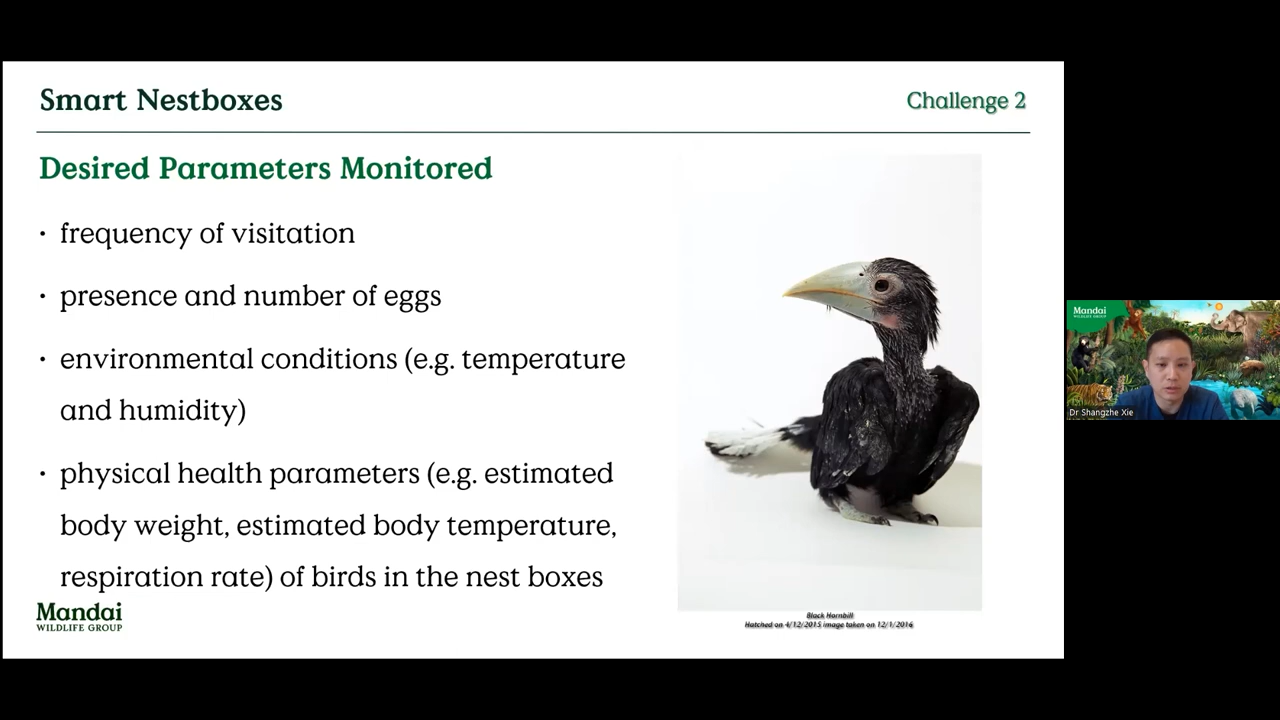 Smart Nestboxes
Challenge 2
Desired Parameters Monitored
• frequency of visitation
• presence and number of eggs
• environmental conditions (e.g. temperature
and humidity)
• physical health parameters (e.g. estimated
body weight, estimated body temperature,
respiration rate) of birds in the nest boxes
Mandai
WILDLIFE GROUP
Black Hornbill
Hatched on 4/12/2015 image taken on 12/1/2016
Mandai
WILDLIFE GROUP
Dr Shangzhe Xie